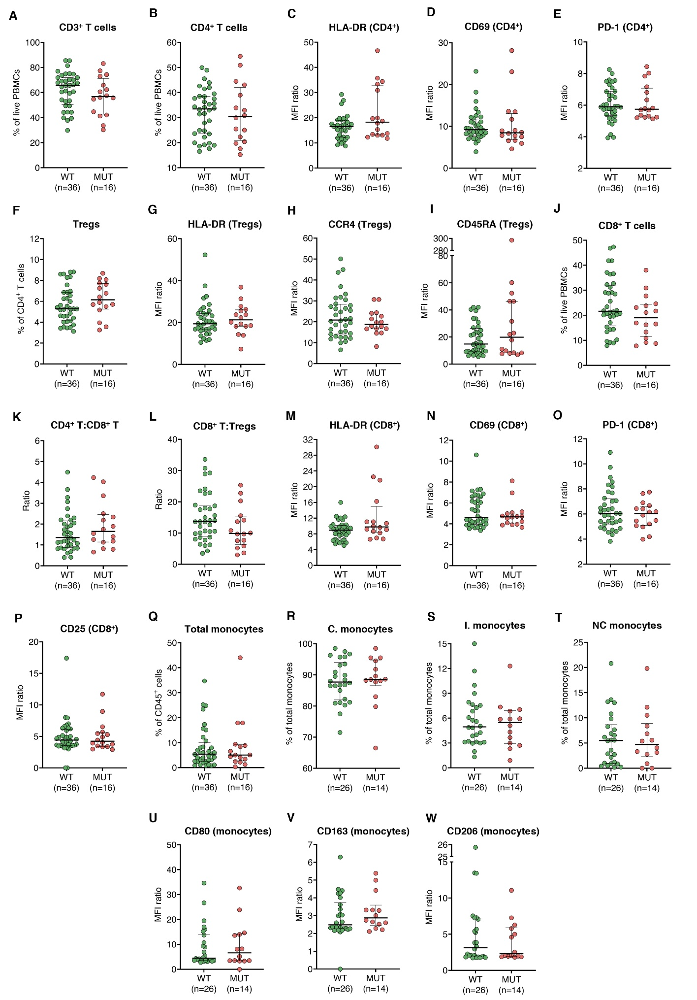 A
CD3⁺ T cells
% of live PBMCs
100
80
60
40
20
0
WT
(n=36)
MUT
(n=16)
B
CD4⁺ T cells
% of live PBMCs
60
50
40
30
20
10
WT
(n=36)
MUT
(n=16)
C
HLA-DR (CD4⁺)
MFI ratio
50
40
30
20
10
0
WT
(n=36)
MUT
(n=16)
D
CD69 (CD4⁺)
MFI ratio
30
20
10
0
WT
(n=36)
MUT
(n=16)
E
PD-1 (CD4⁺)
MFI ratio
10
8
6
4
2
WT
(n=36)
MUT
(n=16)
F
Tregs
% of CD4⁺ T cells
12
10
8
6
4
2
0
WT
(n=36)
MUT
(n=16)
G
HLA-DR (Tregs)
MFI ratio
60
40
20
0
WT
(n=36)
MUT
(n=16)
H
CCR4 (Tregs)
MFI ratio
60
50
40
30
20
10
0
WT
(n=36)
MUT
(n=16)
I
CD45RA (Tregs)
MFI ratio
300
280
80
60
40
20
0
WT
(n=36)
MUT
(n=16)
J
CD8⁺ T cells
% of live PBMCs
50
40
30
20
10
0
WT
(n=36)
MUT
(n=16)
K
CD4⁺ T:CD8⁺ T
Ratio
6
5
4
3
2
1
0
WT
(n=36)
MUT
(n=16)
L
CD8⁺ T:Tregs
Ratio
40
30
20
10
0
WT
(n=36)
MUT
(n=16)
M
HLA-DR (CD8⁺)
MFI ratio
32
28
24
20
16
12
8
4
0
WT
(n=36)
MUT
(n=16)
N
CD69 (CD8⁺)
MFI ratio
12
10
8
6
4
2
0
WT
(n=36)
MUT
(n=16)
O
PD-1 (CD8⁺)
MFI ratio
12
10
8
6
4
2
WT
(n=36)
MUT
(n=16)
P
CD25 (CD8⁺)
MFI ratio
20
15
10
5
0
WT
(n=36)
MUT
(n=16)
Q
Total monocytes
% of CD45⁺ cells
50
40
30
20
10
0
WT
(n=36)
MUT
(n=16)
R
C. monocytes
% of total monocytes
100
90
80
70
60
WT
(n=26)
MUT
(n=14)
S
I. monocytes
% of total monocytes
15
12
9
6
3
0
WT
(n=26)
MUT
(n=14)
T
NC monocytes
% of total monocytes
25
20
15
10
5
0
WT
(n=26)
MUT
(n=14)
U
CD80 (monocytes)
MFI ratio
50
40
30
20
10
0
WT
(n=26)
MUT
(n=14)
V
CD163 (monocytes)
MFI ratio
7
6
5
4
3
2
1
0
WT
(n=26)
MUT
(n=14)
W
CD206 (monocytes)
MFI ratio
26
25
15
10
5
0
WT
(n=26)
MUT
(n=14)